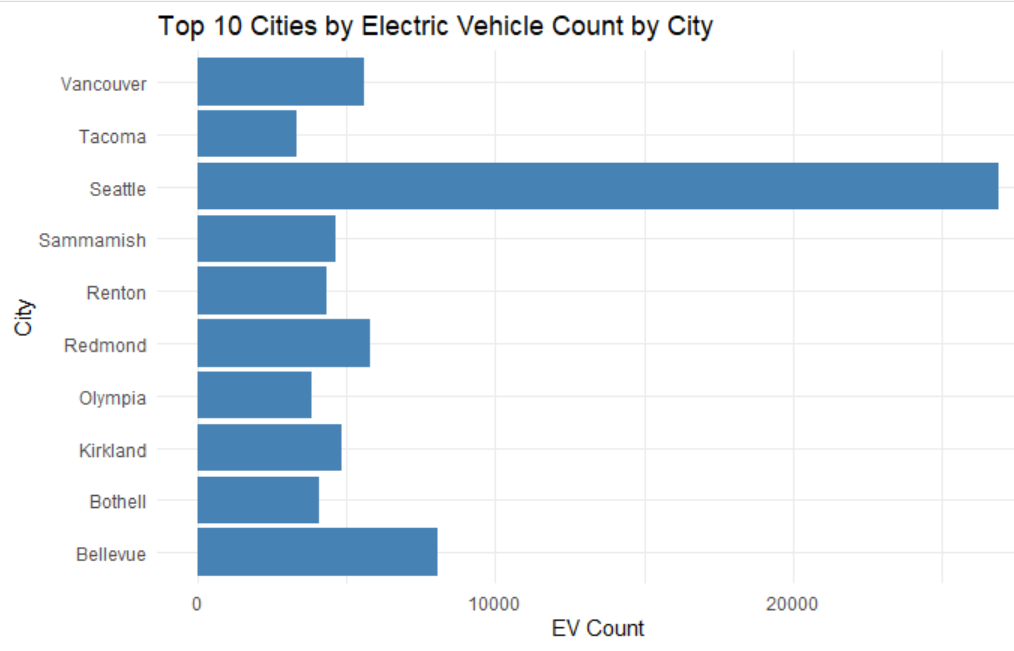 Top 10 Cities by Electric Vehicle Count by City
Vancouver
Tacoma
Seattle
Sammamish
Renton
City
Redmond
Olympia
Kirkland
Bothell
Bellevue
0 10000 20000
EV Count